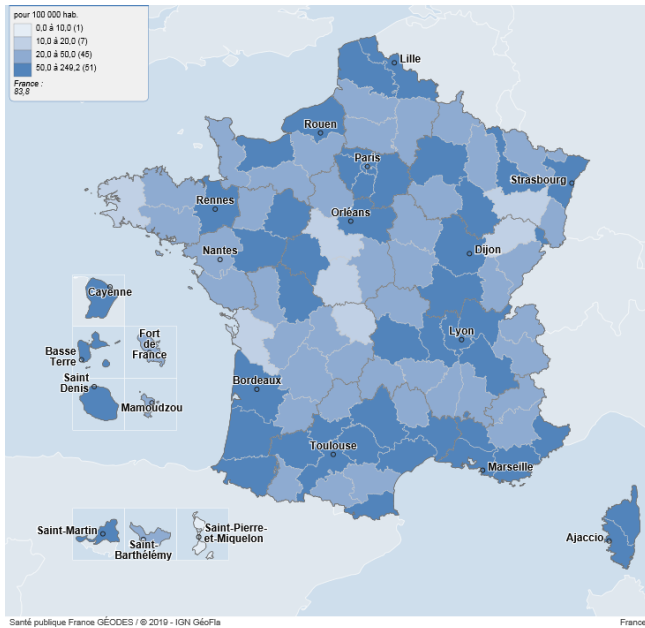 pour 100 000 hab.
0,0 à 10,0 (1)
10,0 à 20,0 (7)
20,0 à 50,0 (45)
50,0 à 249,2 (51)
France :
83,8
Lille
Rouen
Paris
Strasbourg
Rennes
Orléans
Nantes
Dijon
Cayenne
Basse
Terre
Fort
de
France
Saint
Denis
Mamoudzou
Lyon
Bordeaux
Toulouse
Marseille
Saint-Martin
Saint-
Barthélémy
Saint-Pierre-
et-Miquelon
Ajaccio
Santé publique France GÉODES / © 2019 - IGN GéoFla
France